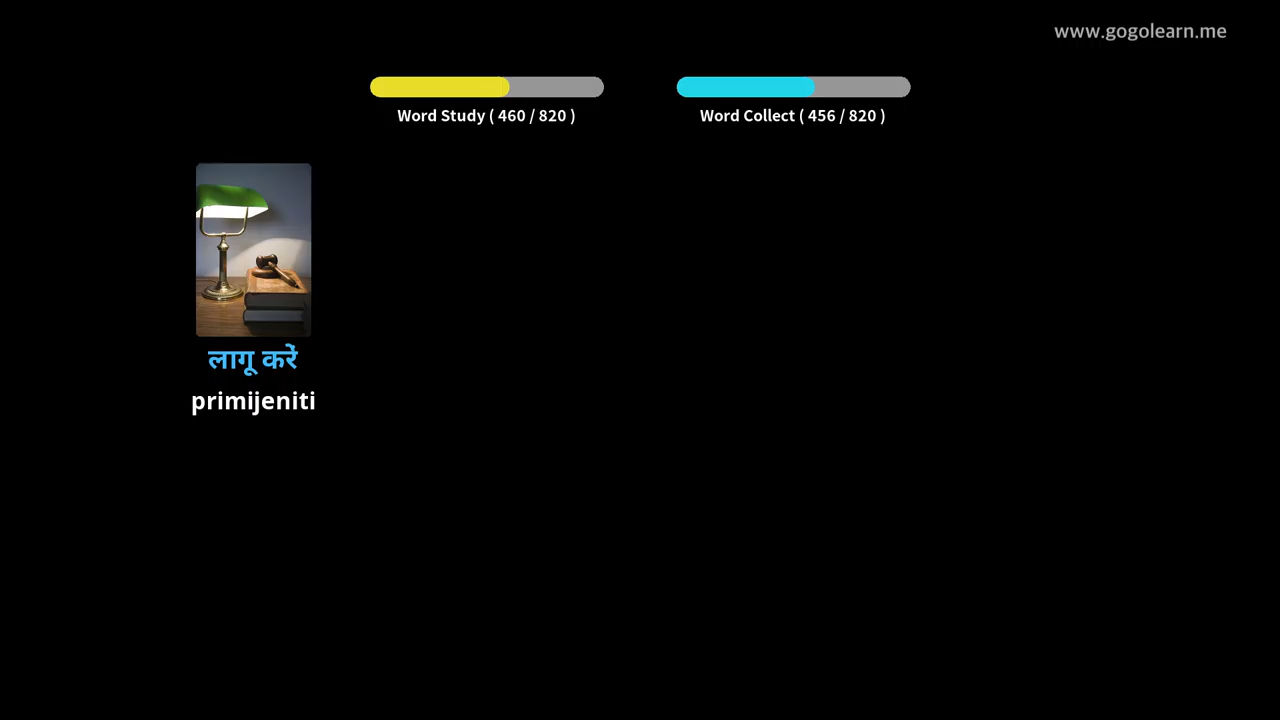 www.gogolearn.me
Word Study ( 460 / 820 )
Word Collect ( 456 / 820 )
लागू करें
primijeniti